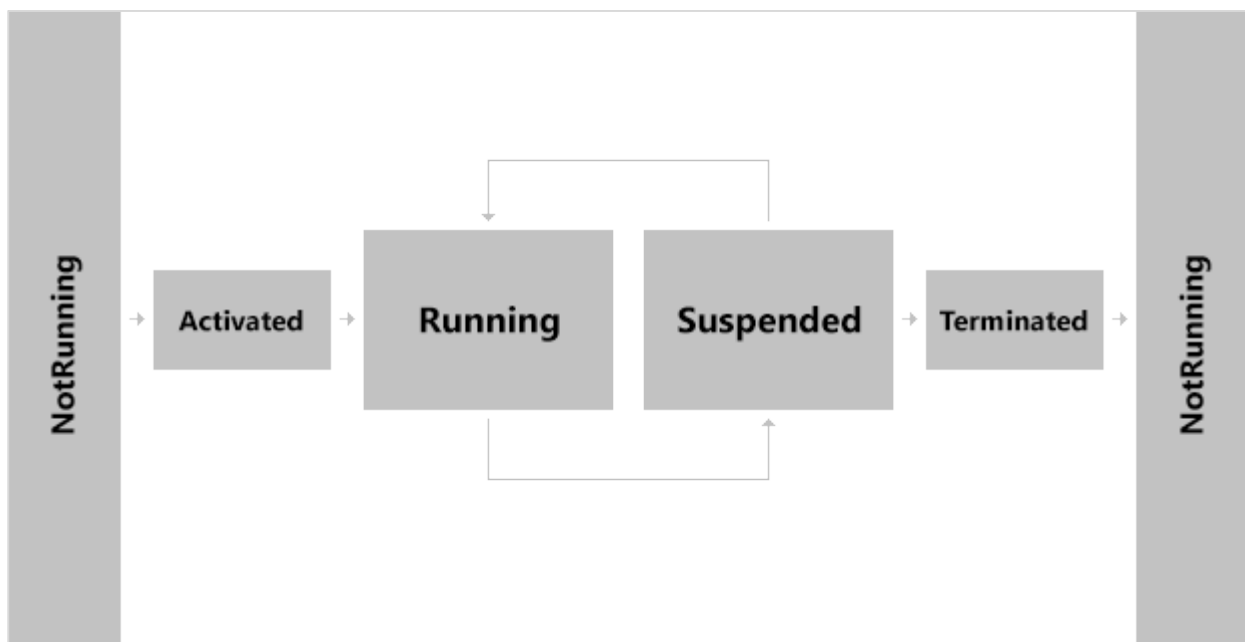 NotRunning
Activated
Running
Suspended
Terminated
NotRunning